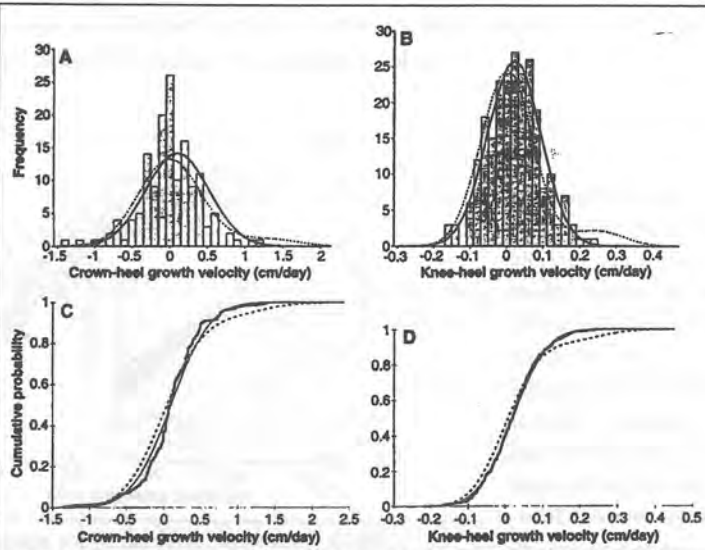 A
30
25
20
15
10
5
0
Frequency
-1.5 -1 -0.5 0 0.5 1 1.5 2
Crown-heel growth velocity (cm/day)
B
30
25
20
15
10
5
0
-0.3 -0.2 -0.1 0 0.1 0.2 0.3 0.4
Knee-heel growth velocity (cm/day)
C
1
0.8
0.6
0.4
0.2
0
Cumulative probability
-1.5 -1 -0.5 0 0.5 1 1.5 2 2.5
Crown-heel growth velocity (cm/day)
D
1
0.8
0.6
0.4
0.2
0
-0.3 -0.2 -0.1 0 0.1 0.2 0.3 0.4 0.5
Knee-heel growth velocity (cm/day)